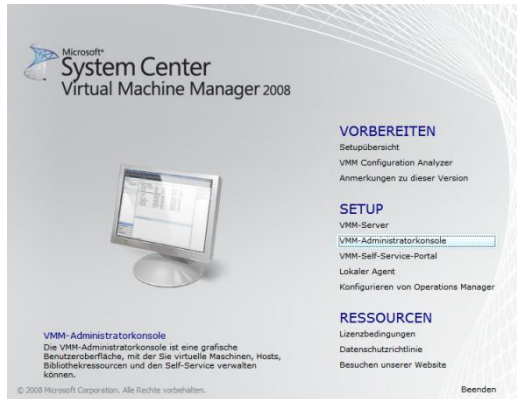 Microsoft®
System Center
Virtual Machine Manager 2008
VORBEREITEN
Setupübersicht
VMM Configuration Analyzer
Anmerkungen zu dieser Version
SETUP
VMM-Server
VMM-Administratorkonsole
VMM-Self-Service-Portal
Lokaler Agent
Konfigurieren von Operations Manager
RESSOURCEN
Lizenzbedingungen
Datenschutzrichtlinie
Besuchen unserer Website
VMM-Administratorkonsole
Die VMM-Administratorkonsole ist eine grafische
Benutzeroberfläche, mit der Sie virtuelle Maschinen, Hosts,
Bibliothekressourcen und den Self-Service verwalten
können.
© 2008 Microsoft Corporation. Alle Rechte vorbehalten.
Beenden